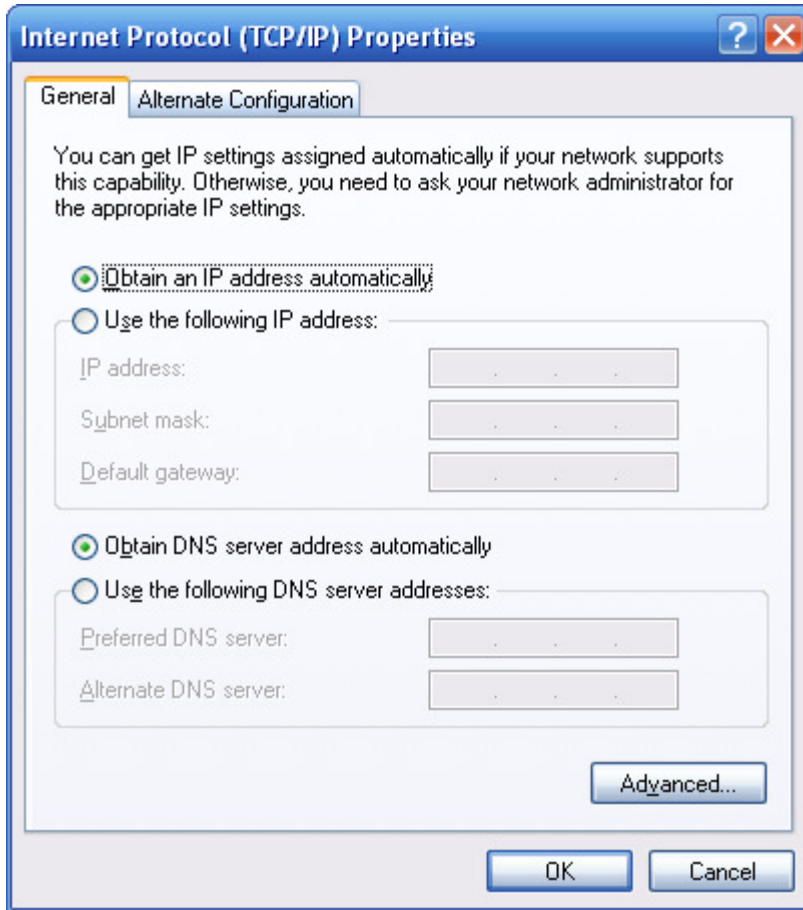 Internet Protocol (TCP/IP) Properties
General
Alternate Configuration
You can get IP settings assigned automatically if your network supports
this capability. Otherwise, you need to ask your network administrator for
the appropriate IP settings.
Obtain an IP address automatically
Use the following IP address:
IP address:
Subnet mask:
Default gateway:
Obtain DNS server address automatically
Use the following DNS server addresses:
Preferred DNS server:
Alternate DNS server:
Advanced...
OK
Cancel